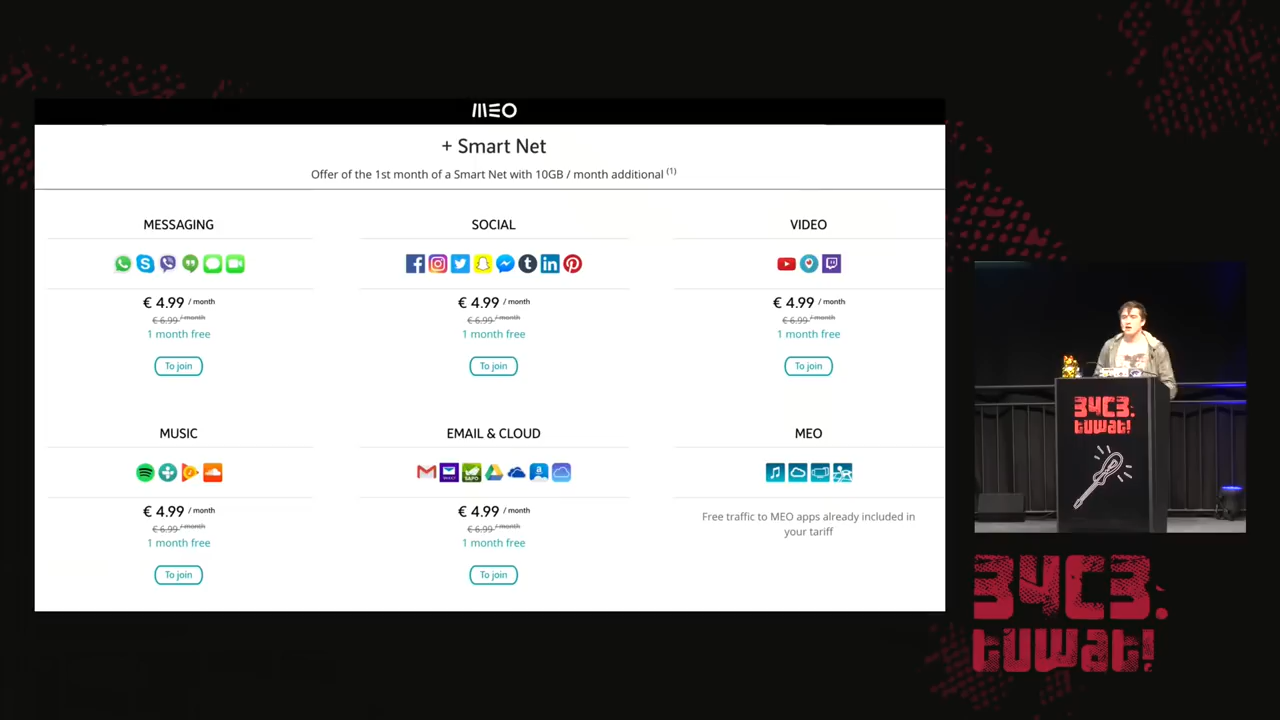 MEO
+ Smart Net
Offer of the 1st month of a Smart Net with 10GB / month additional (1)
MESSAGING
€ 4.99 / month
€ 6.99 / month
1 month free
To join
SOCIAL
€ 4.99 / month
€ 6.99 / month
1 month free
To join
VIDEO
€ 4.99 / month
€ 6.99 / month
1 month free
To join
MUSIC
€ 4.99 / month
€ 6.99 / month
1 month free
To join
EMAIL & CLOUD
YAHOO!
SAPO
€ 4.99 / month
€ 6.99 / month
1 month free
To join
MEO
Free traffic to MEO apps already included in
your tariff
34C3.
tuwat!
34C3.
tuwat!